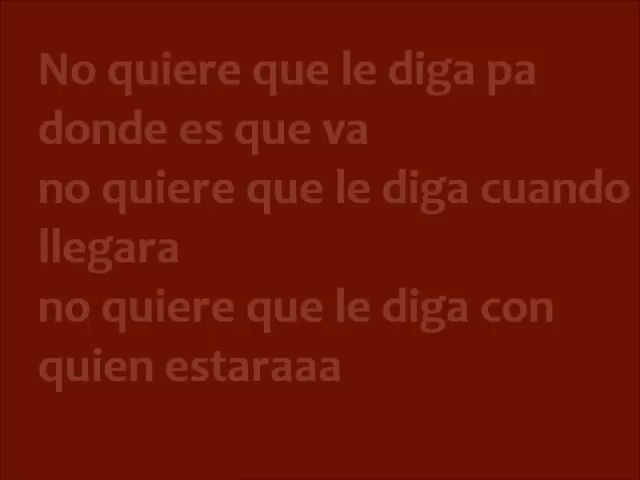 No quiere que le diga pa
donde es que va
no quiere que le diga cuando
llegara
no quiere que le diga con
quien estaraaa